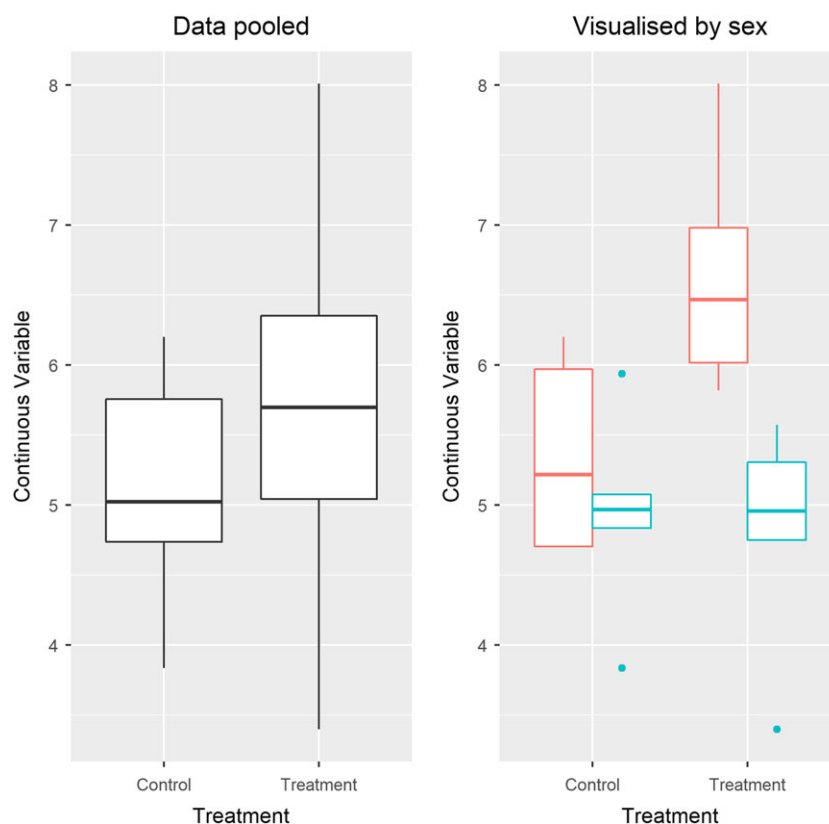 Data pooled
Continuous Variable
8
7
6
5
4
Control Treatment
Treatment
Visualised by sex
Continuous Variable
8
7
6
5
4
Control Treatment
Treatment